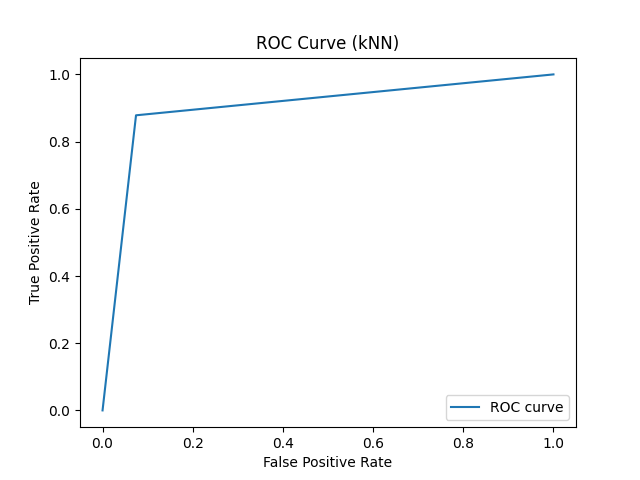 ROC Curve (kNN)
1.0
0.8
0.6
0.4
0.2
0.0
True Positive Rate
ROC curve
0.0 0.2 0.4 0.6 0.8 1.0
False Positive Rate